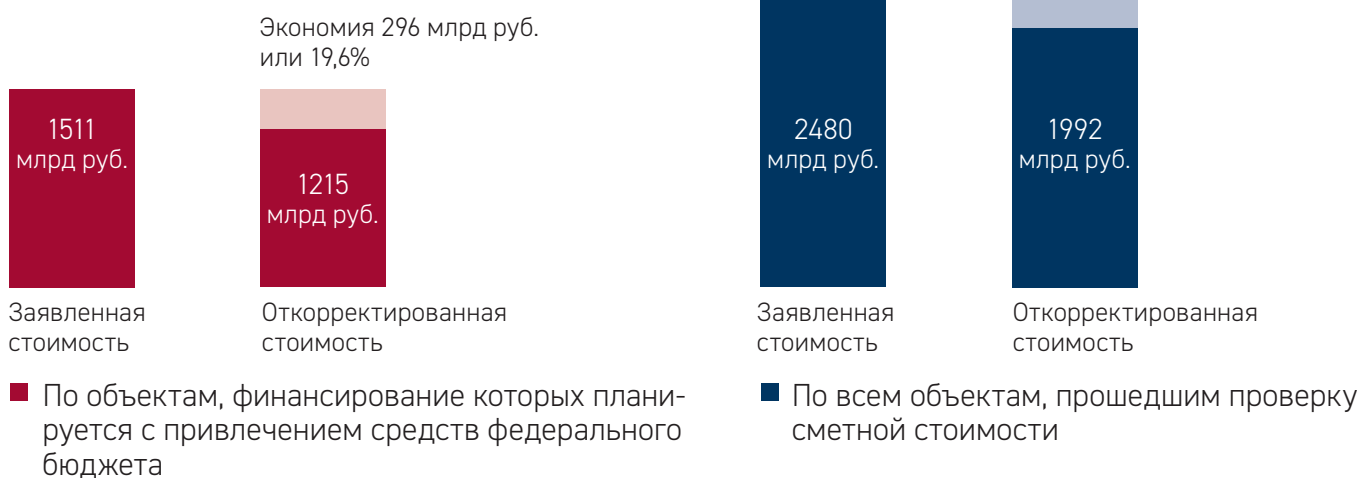 Экономия 296 млрд руб.
или 19,6%
1511
млрд руб.
1215
млрд руб.
Заявленная
стоимость
Откорректированная
стоимость
По объектам, финансирование которых плани-
руется с привлечением средств федерального
бюджета
2480
млрд руб.
1992
млрд руб.
Заявленная
стоимость
Откорректированная
стоимость
По всем объектам, прошедшим проверку
сметной стоимости